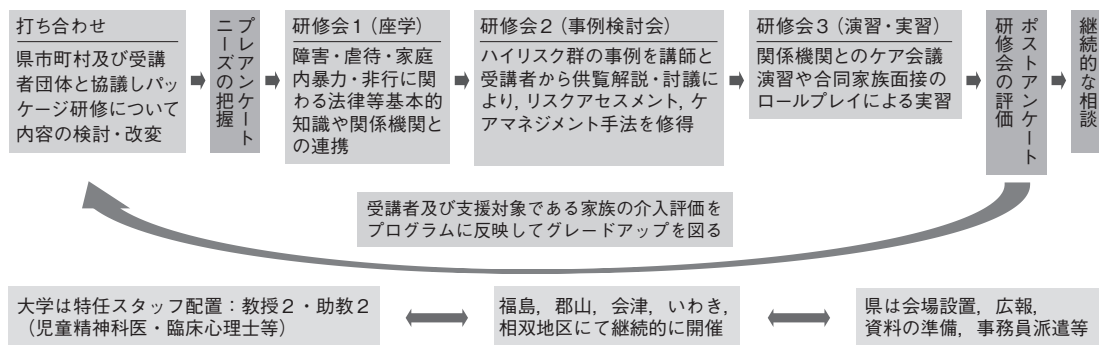 打ち合わせ
県市町村及び受講
者団体と協議しパッ
ケージ研修について
内容の検討・改変
プレアンケート
ニーズの把握
研修会1（座学）
障害・虐待・家庭
内暴力・非行に関
わる法律等基本的
知識や関係機関と
の連携
研修会2（事例検討会）
ハイリスク群の事例を講師と
受講者から供覧解説・討議に
より，リスクアセスメント，ケ
アマネジメント手法を修得
研修会3（演習・実習）
関係機関とのケア会議
演習や合同家族面接の
ロールプレイによる実習
ポストアンケート
研修会の評価
継続的な相談
受講者及び支援対象である家族の介入評価を
プログラムに反映してグレードアップを図る
大学は特任スタッフ配置：教授2・助教2
（児童精神科医・臨床心理士等）
福島，郡山，会津，いわき，
相双地区にて継続的に開催
県は会場設置，広報，
資料の準備，事務員派遣等